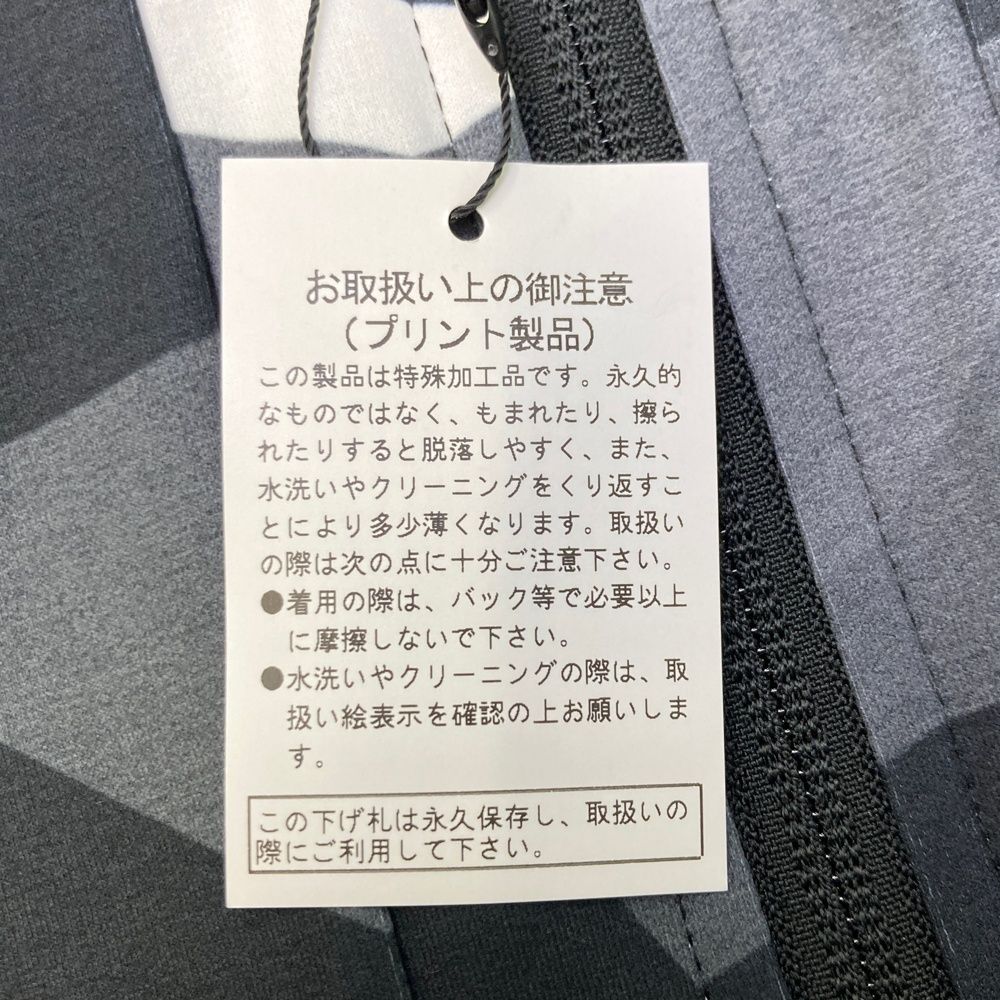 お取扱い上の御注意
(プリント製品)
この製品は特殊加工品です。永久的
なものではなく、もまれたり、擦ら
れたりすると脱落しやすく、また、
水洗いやクリーニングをくり返すこ
とにより多少薄くなります。取扱い
の際は次の点に十分ご注意下さい。
●着用の際は、バック等で必要以上
に摩擦しないで下さい。
●水洗いやクリーニングの際は、取
扱い絵表示を確認の上お願いしま
す。
この下げ札は永久保存し、取扱いの
際にご利用して下さい。